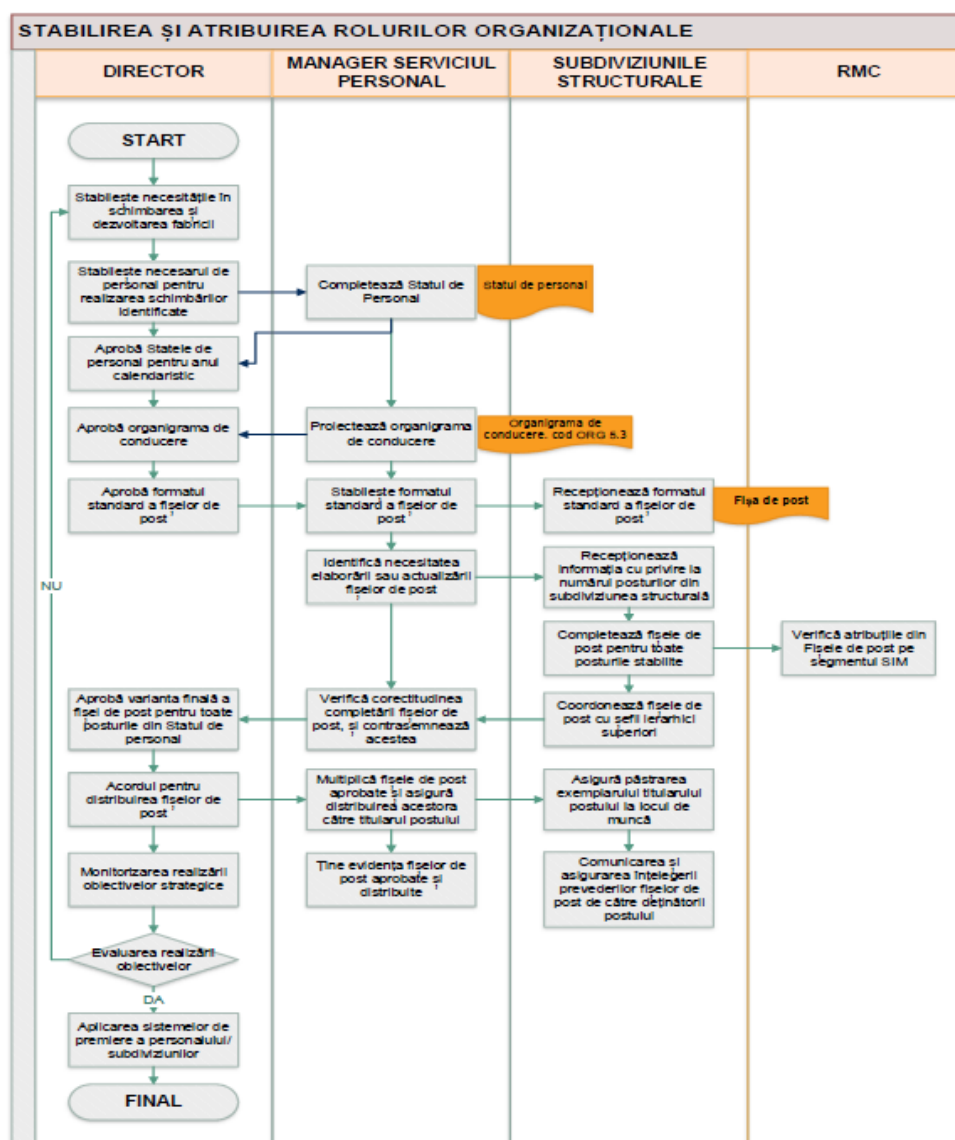 STABILIREA ȘI ATRIBUIREA ROLURILOR ORGANIZAȚIONALE
DIRECTOR
MANAGER SERVICIUL
PERSONAL
SUBDIVIZIUNILE
STRUCTURALE
RMC
START
Stabilește necesitățile în
schimbarea și
dezvoltarea fabricii
Stabilește necesarul de
personal pentru
realizarea schimbărilor
identificate
Completează Statul de
Personal
Statul de personal
Aprobă Statele de
personal pentru anul
calendaristic
Aprobă organigrama de
conducere
Proiectează organigrama
de conducere
Organigrama de
conducere. cod ORG 5.3
Aprobă formatul
standard a fișelor de
post
Stabilește formatul
standard a fișelor de
post
Recepționează formatul
standard a fișelor de
post
Fișa de post
Identifică necesitatea
elaborării sau actualizării
fișelor de post
Recepționează
informația cu privire la
numărul posturilor din
subdiviziunea structurală
NU
Completează fișele de
post pentru toate
posturile stabilite
Verifică atribuțiile din
Fișele de post pe
segmentul SIM
Aprobă varianta finală a
fișei de post pentru toate
posturile din Statul de
personal
Verifică corectitudinea
completării fișelor de
post, și contrasemnează
acestea
Coordonează fișele de
post cu șefii ierarhici
superiori
Acordul pentru
distribuirea fișelor de
post
Multiplică fișele de post
aprobate și asigură
distribuirea acestora
către titularul postului
Asigură păstrarea
exemplarului titularului
postului la locul de
muncă
Monitorizarea realizării
obiectivelor strategice
Ține evidența fișelor de
post aprobate și
distribuite
Comunicarea și
asigurarea înțelegerii
prevederilor fișelor de
post de către deținătorii
postului
Evaluarea realizării
obiectivelor
DA
Aplicarea sistemelor de
premiere a personalului/
subdiviziunilor
FINAL